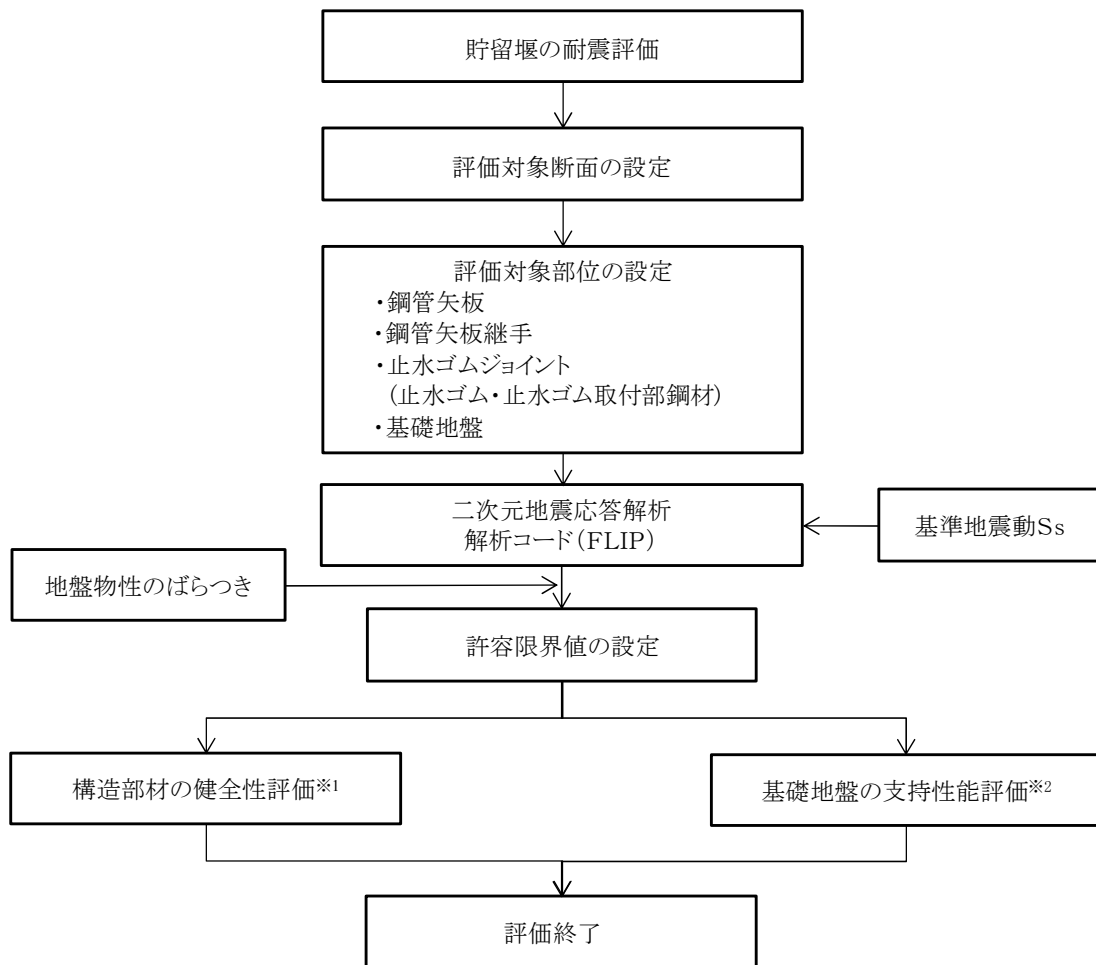 貯留堰の耐震評価
評価対象断面の設定
評価対象部位の設定
・鋼管矢板
・鋼管矢板継手
・止水ゴムジョイント
(止水ゴム・止水ゴム取付部鋼材)
・基礎地盤
二次元地震応答解析
解析コード(FLIP)
基準地震動Ss
地盤物性のばらつき
許容限界値の設定
構造部材の健全性評価※1
基礎地盤の支持性能評価※2
評価終了